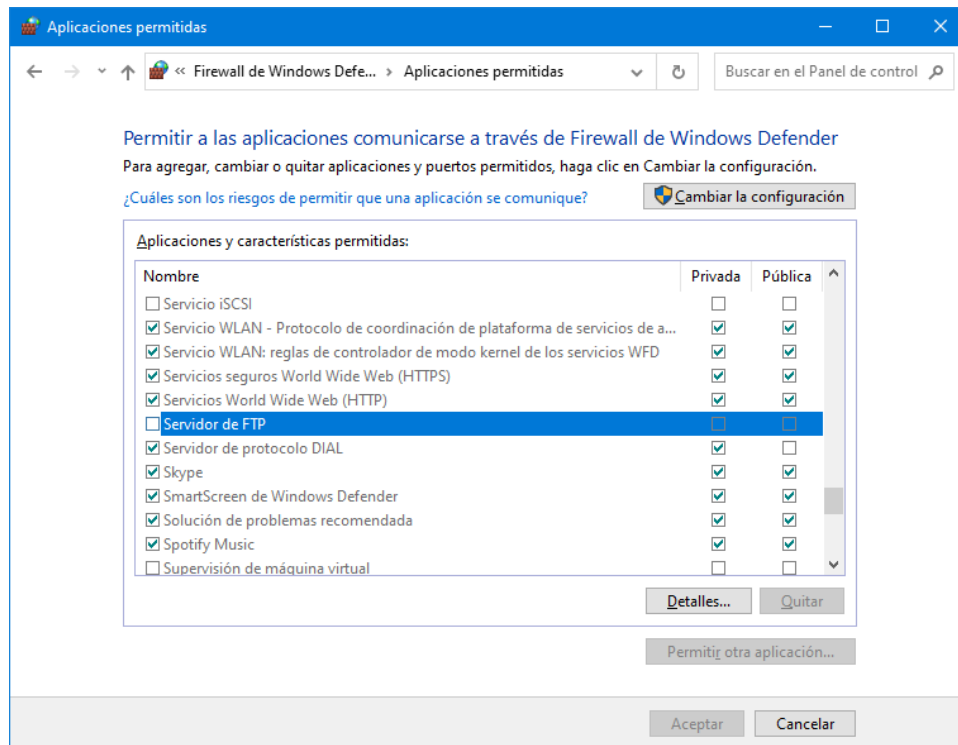 Aplicaciones permitidas
« Firewall de Windows Defe... › Aplicaciones permitidas
Buscar en el Panel de control
Permitir a las aplicaciones comunicarse a través de Firewall de Windows Defender
Para agregar, cambiar o quitar aplicaciones y puertos permitidos, haga clic en Cambiar la configuración.
¿Cuáles son los riesgos de permitir que una aplicación se comunique? Cambiar la configuración
Aplicaciones y características permitidas:
Nombre Privada Pública
Servicio iSCSI
Servicio WLAN - Protocolo de coordinación de plataforma de servicios de a...
Servicio WLAN: reglas de controlador de modo kernel de los servicios WFD
Servicios seguros World Wide Web (HTTPS)
Servicios World Wide Web (HTTP)
Servidor de FTP
Servidor de protocolo DIAL
Skype
SmartScreen de Windows Defender
Solución de problemas recomendada
Spotify Music
Supervisión de máquina virtual
Detalles... Quitar
Permitir otra aplicación...
Aceptar Cancelar